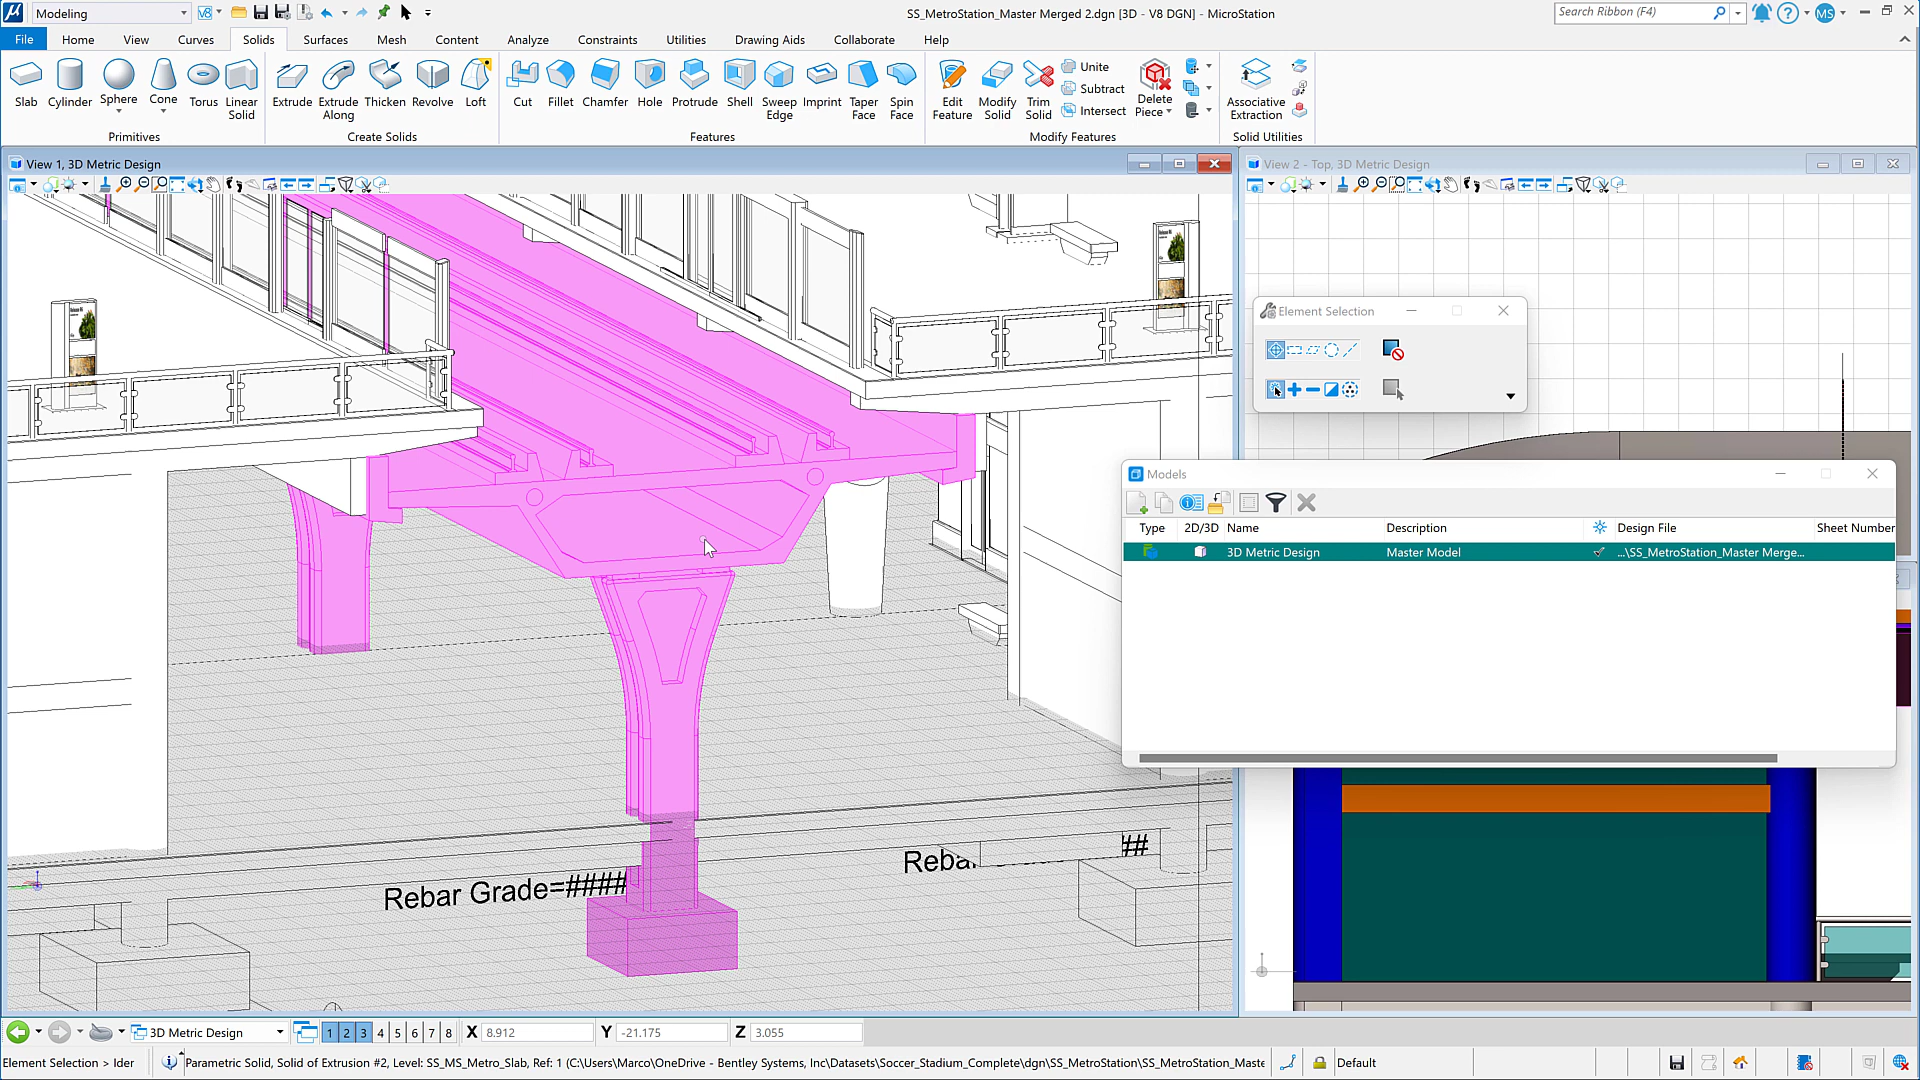 Modeling
SS_MetroStation_Master Merged 2.dgn [3D - V8 DGN] - MicroStation
Search Ribbon (F4)
MS
File Home View Curves Solids Surfaces Mesh Content Analyze Constraints Utilities Drawing Aids Collaborate Help
Slab Cylinder Sphere Cone Torus Linear Solid
Extrude Extrude Along Thicken Revolve Loft
Cut Fillet Chamfer Hole Protrude Shell Sweep Edge Imprint Taper Face Spin Face
Edit Feature Modify Solid Trim Solid
Unite
Subtract
Intersect
Delete Piece
Associative Extraction
Primitives Create Solids Features Modify Features Solid Utilities
View 1, 3D Metric Design
View 2 - Top, 3D Metric Design
Element Selection
Models
Type 2D/3D Name Description Design File Sheet Number
3D Metric Design Master Model ...\SS_MetroStation_Master Merge...
Rebar Grade=####
Reba
##
3D Metric Design 1 2 3 4 5 6 7 8 X 8.912 Y -21.175 Z 3.055
Element Selection > Ider
Parametric Solid, Solid of Extrusion #2, Level: SS_MS_Metro_Slab, Ref: 1 (C:\Users\Marco\OneDrive - Bentley Systems, Inc\Datasets\Soccer_Stadium_Complete\dgn\SS_MetroStation\SS_MetroStation_Maste
Default